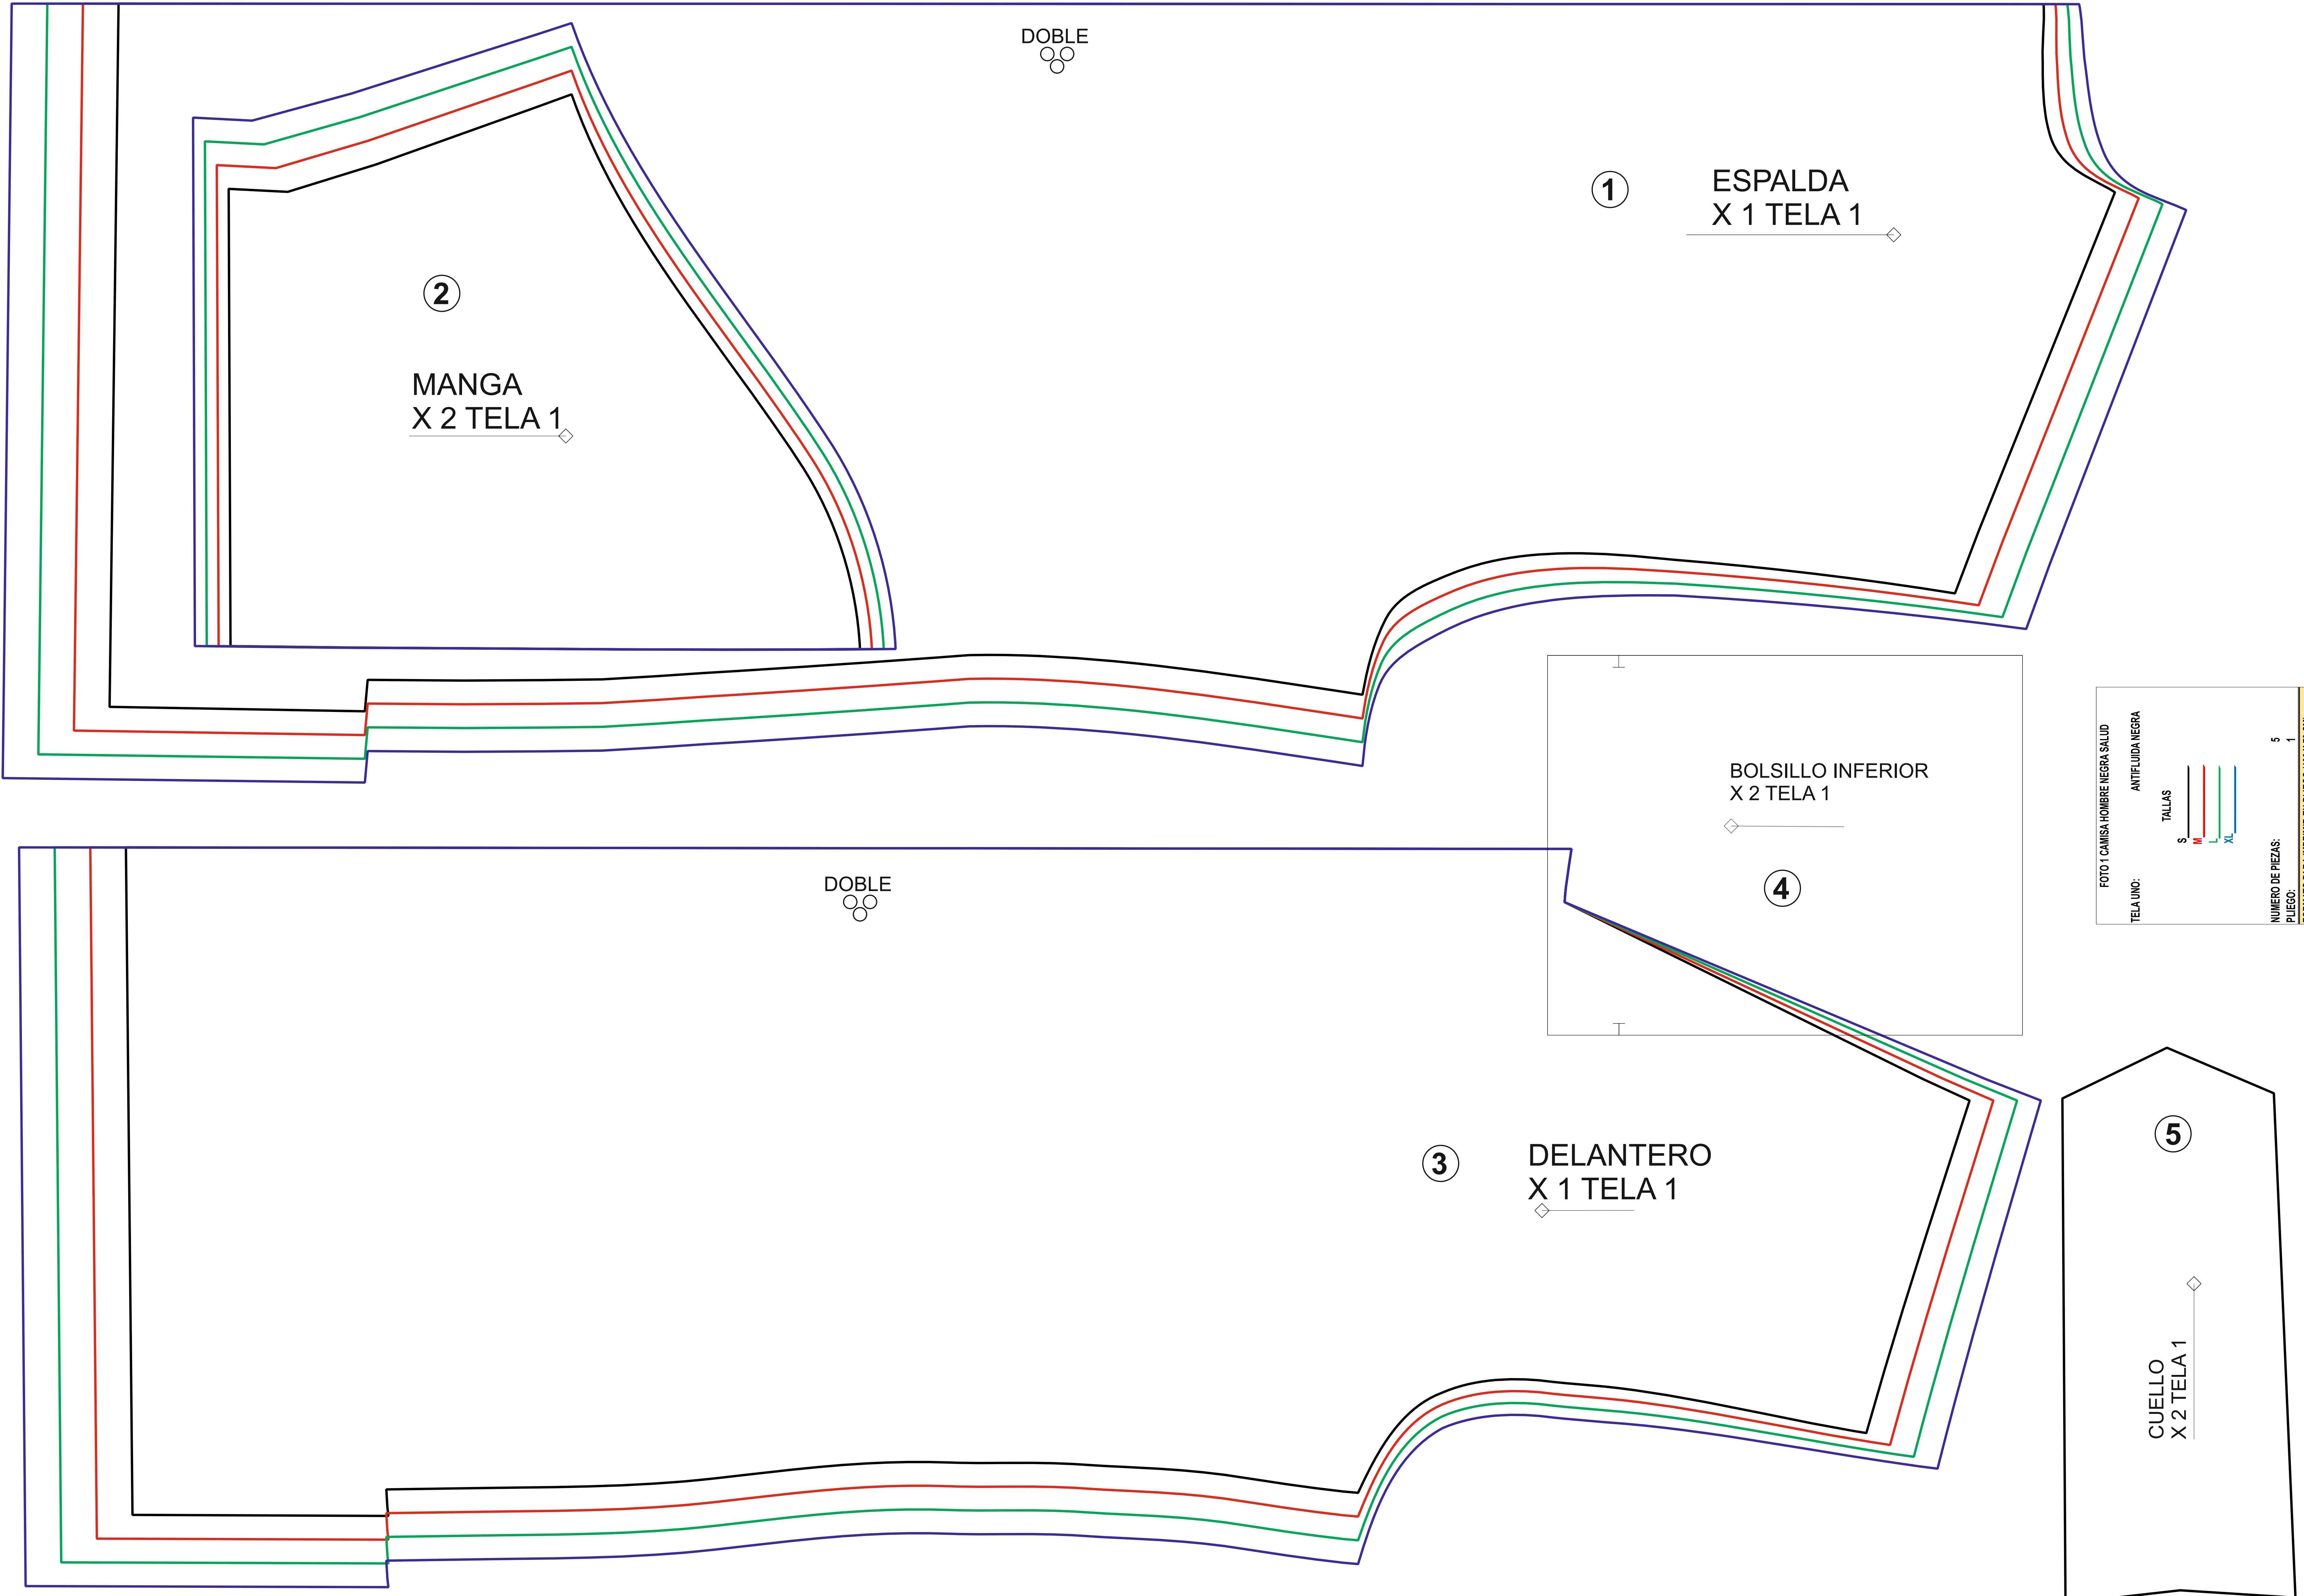 DOBLE
1
ESPALDA
X 1 TELA 1
2
MANGA
X 2 TELA 1
BOLSILLO INFERIOR
X 2 TELA 1
4
DOBLE
3
DELANTERO
X 1 TELA 1
5
CUELLO
X 2 TELA 1
FOTO 1 CAMISA HOMBRE NEGRA SALUD
TELA UNO: ANTIFLUIDA NEGRA
TALLAS
S
M
L
XL
NUMERO DE PIEZAS: 5
PLIEGO: 1